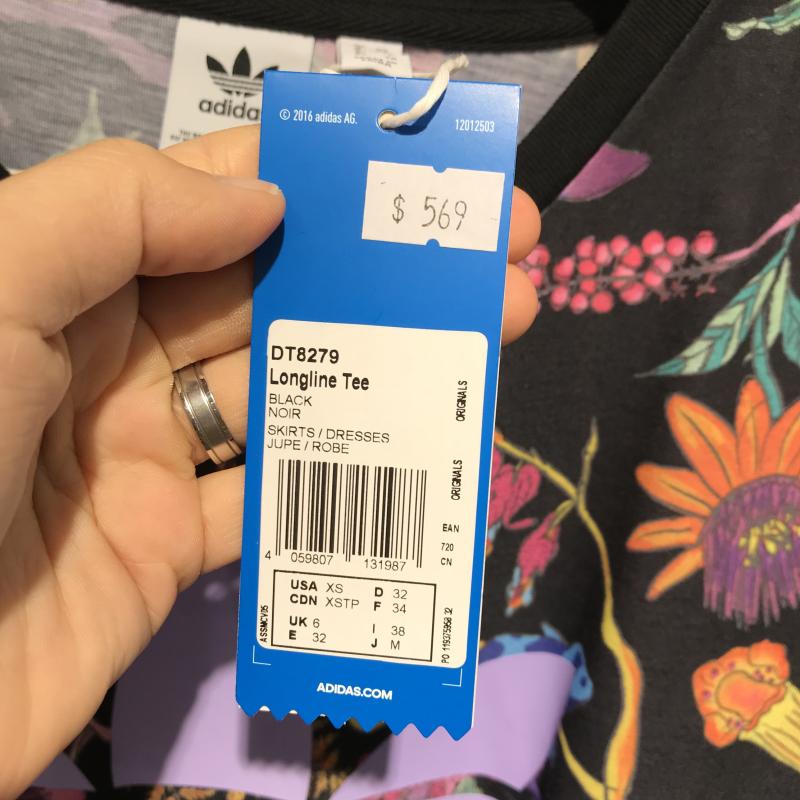 adidas
© 2016 adidas AG.
12012503
$ 569
DT8279
Longline Tee
BLACK
NOIR
SKIRTS / DRESSES
JUPE / ROBE
ORIGINALS
ORIGINALS
EAN
720
CN
4 059807 131987
USA XS D 32
CDN XSTP F 34
UK 6 I 38
E 32 J M
ASSMCV05
ADIDAS.COM